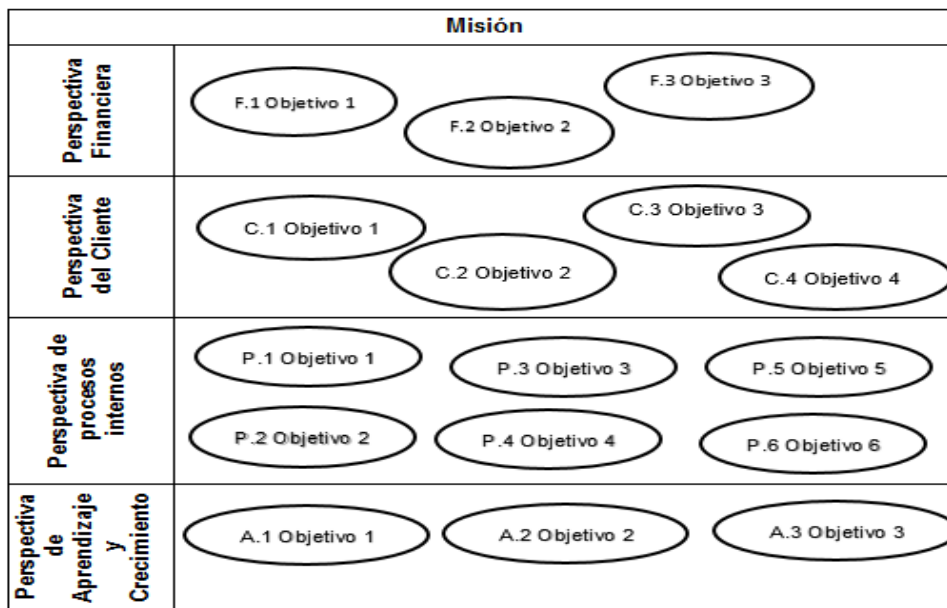 Misión
Perspectiva
Financiera
F.1 Objetivo 1
F.2 Objetivo 2
F.3 Objetivo 3
Perspectiva
del Cliente
C.1 Objetivo 1
C.2 Objetivo 2
C.3 Objetivo 3
C.4 Objetivo 4
Perspectiva de
procesos
internos
P.1 Objetivo 1
P.3 Objetivo 3
P.5 Objetivo 5
P.2 Objetivo 2
P.4 Objetivo 4
P.6 Objetivo 6
Perspectiva
de
Aprendizaje
y
Crecimiento
A.1 Objetivo 1
A.2 Objetivo 2
A.3 Objetivo 3